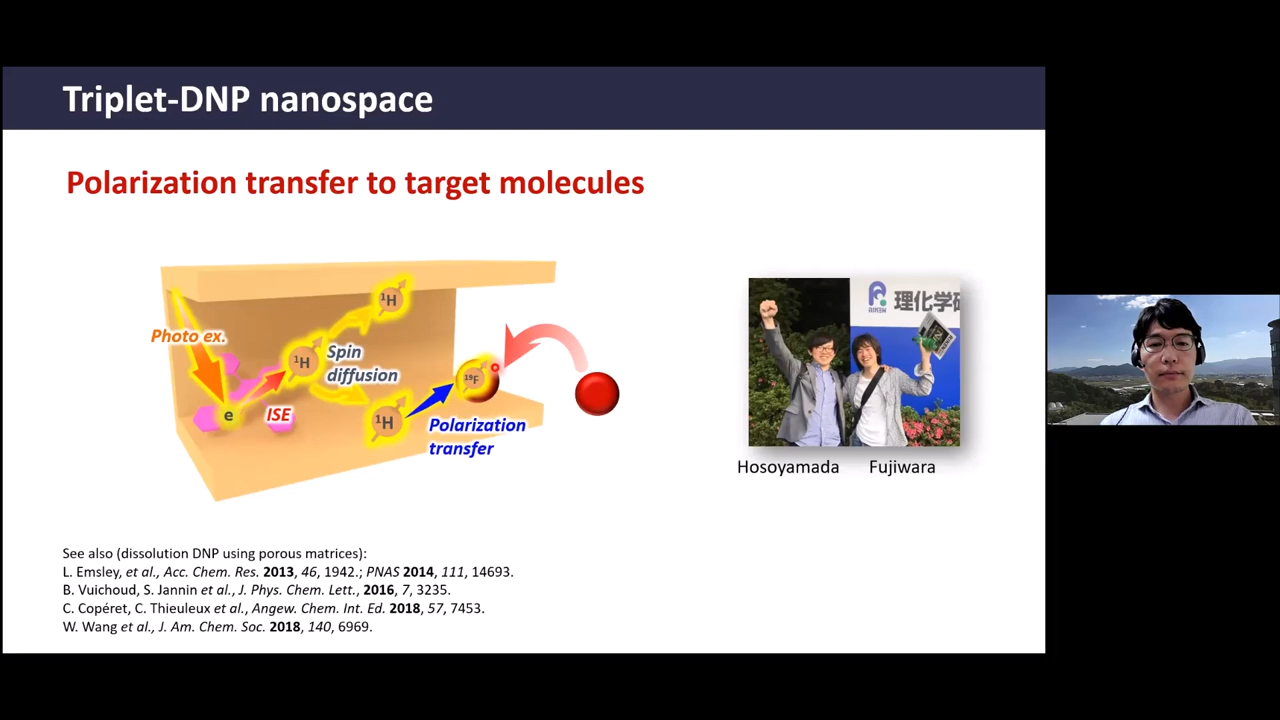 Triplet-DNP nanospace
Polarization transfer to target molecules
Photo ex.
e
ISE
¹H
Spin
diffusion
¹H
¹H
¹⁹F
Polarization
transfer
RIKEN
理化学研
Hosoyamada Fujiwara
See also (dissolution DNP using porous matrices):
L. Emsley, et al., Acc. Chem. Res. 2013, 46, 1942.; PNAS 2014, 111, 14693.
B. Vuichoud, S. Jannin et al., J. Phys. Chem. Lett., 2016, 7, 3235.
C. Copéret, C. Thieuleux et al., Angew. Chem. Int. Ed. 2018, 57, 7453.
W. Wang et al., J. Am. Chem. Soc. 2018, 140, 6969.